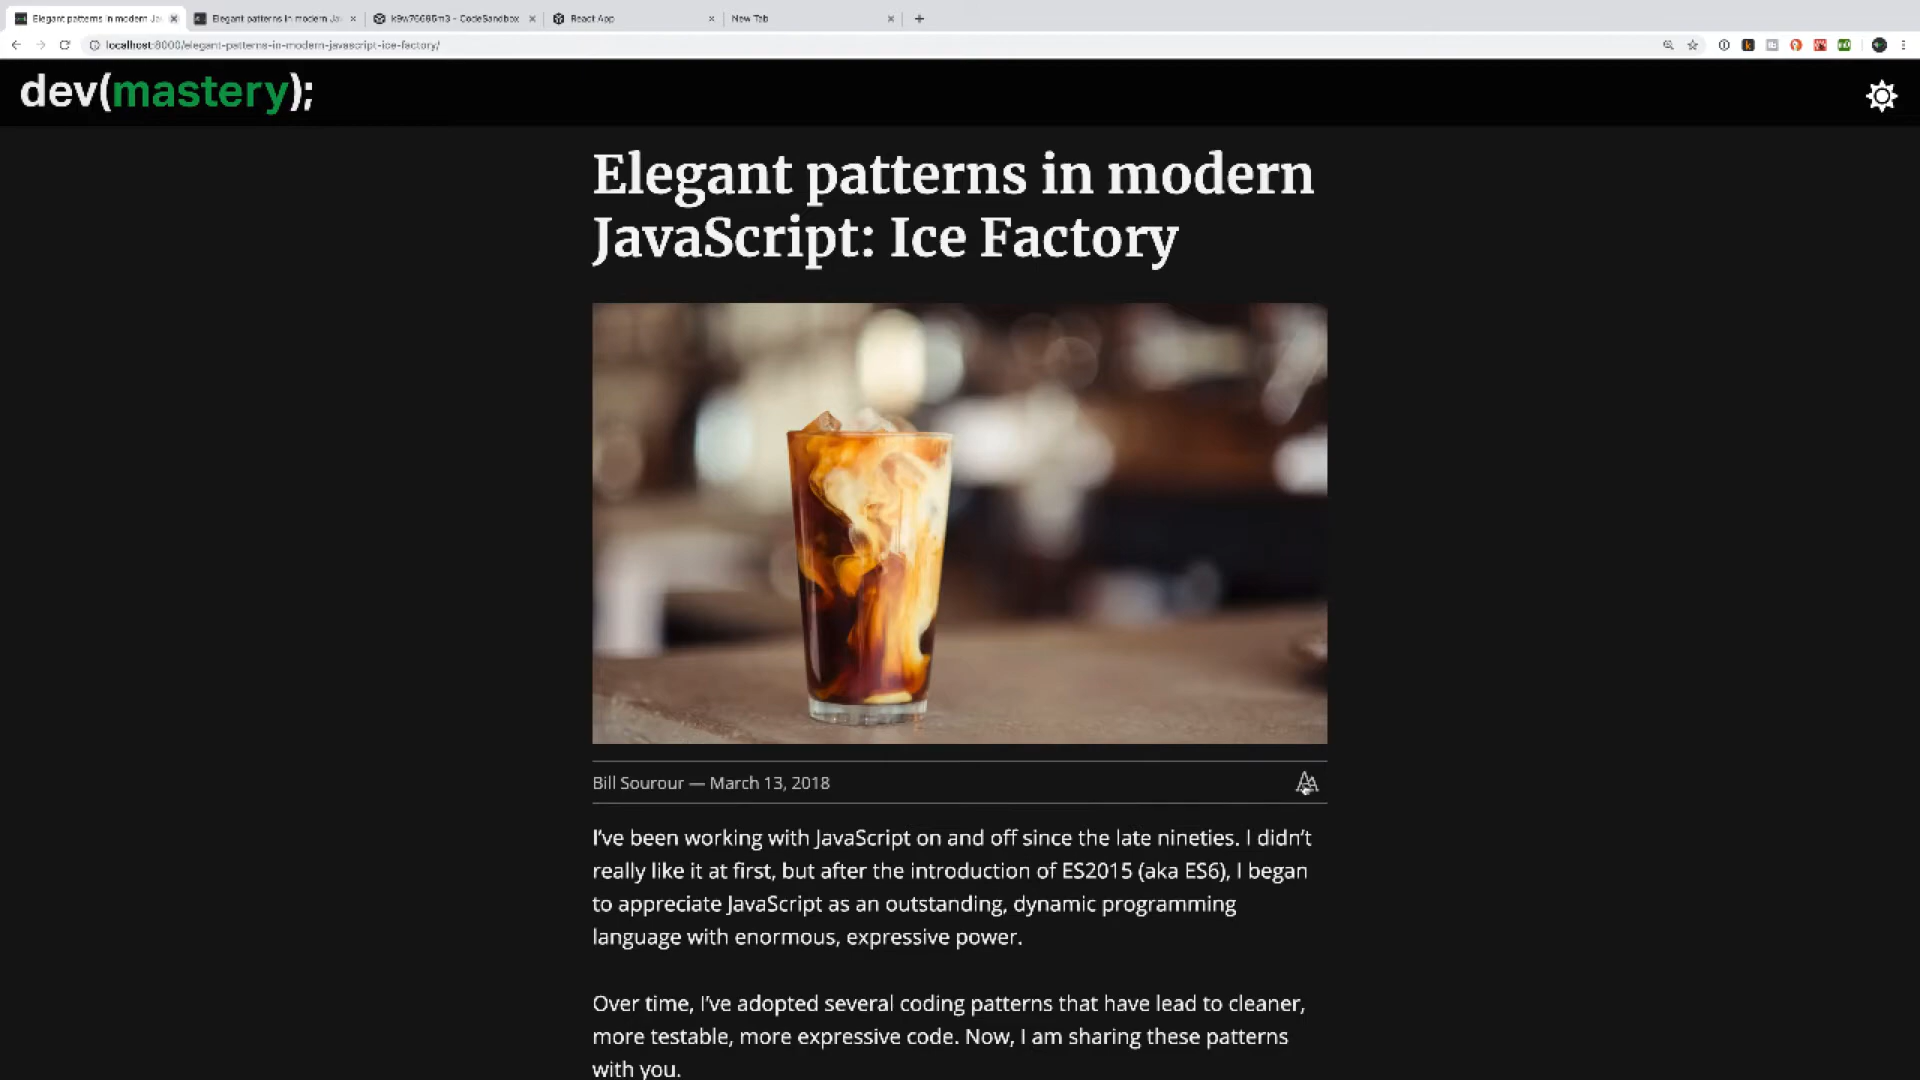 Elegant patterns in modern Ja
Elegant patterns in modern Ja
k9w76685m3 - CodeSandbox
React App
New Tab
localhost:8000/elegant-patterns-in-modern-javascript-ice-factory/
dev(mastery);
Elegant patterns in modern
JavaScript: Ice Factory
Bill Sourour — March 13, 2018
I’ve been working with JavaScript on and off since the late nineties. I didn’t
really like it at first, but after the introduction of ES2015 (aka ES6), I began
to appreciate JavaScript as an outstanding, dynamic programming
language with enormous, expressive power.
Over time, I’ve adopted several coding patterns that have lead to cleaner,
more testable, more expressive code. Now, I am sharing these patterns
with you.